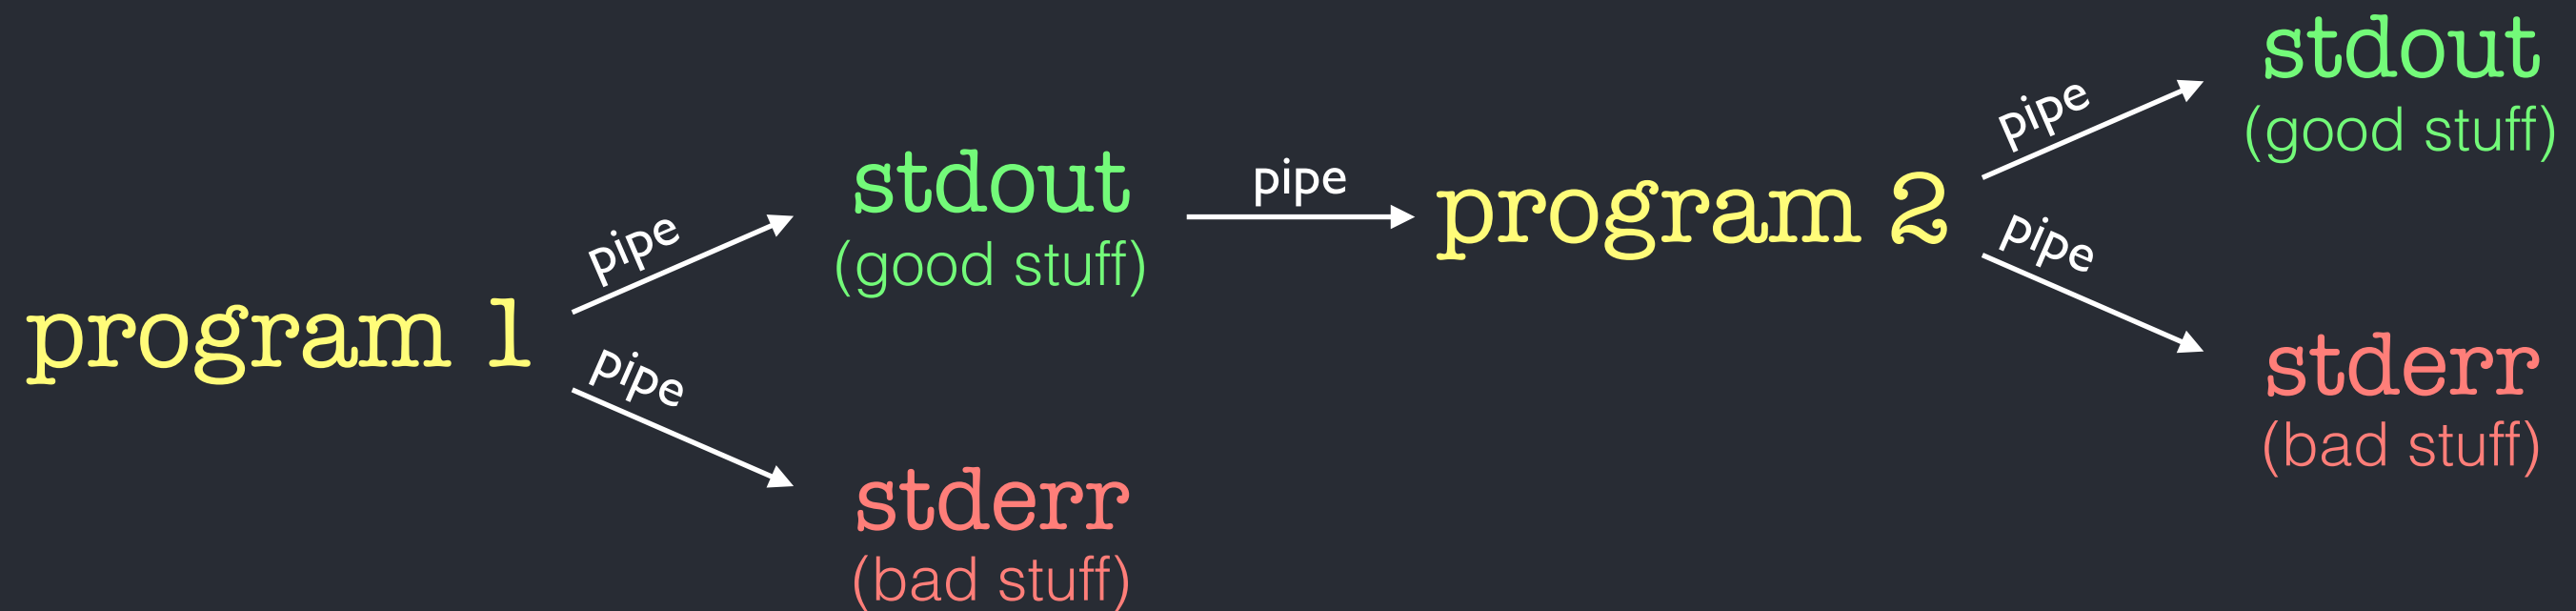 program 1
pipe
stdout
(good stuff)
pipe
stderr
(bad stuff)
pipe
program 2
pipe
stdout
(good stuff)
pipe
stderr
(bad stuff)